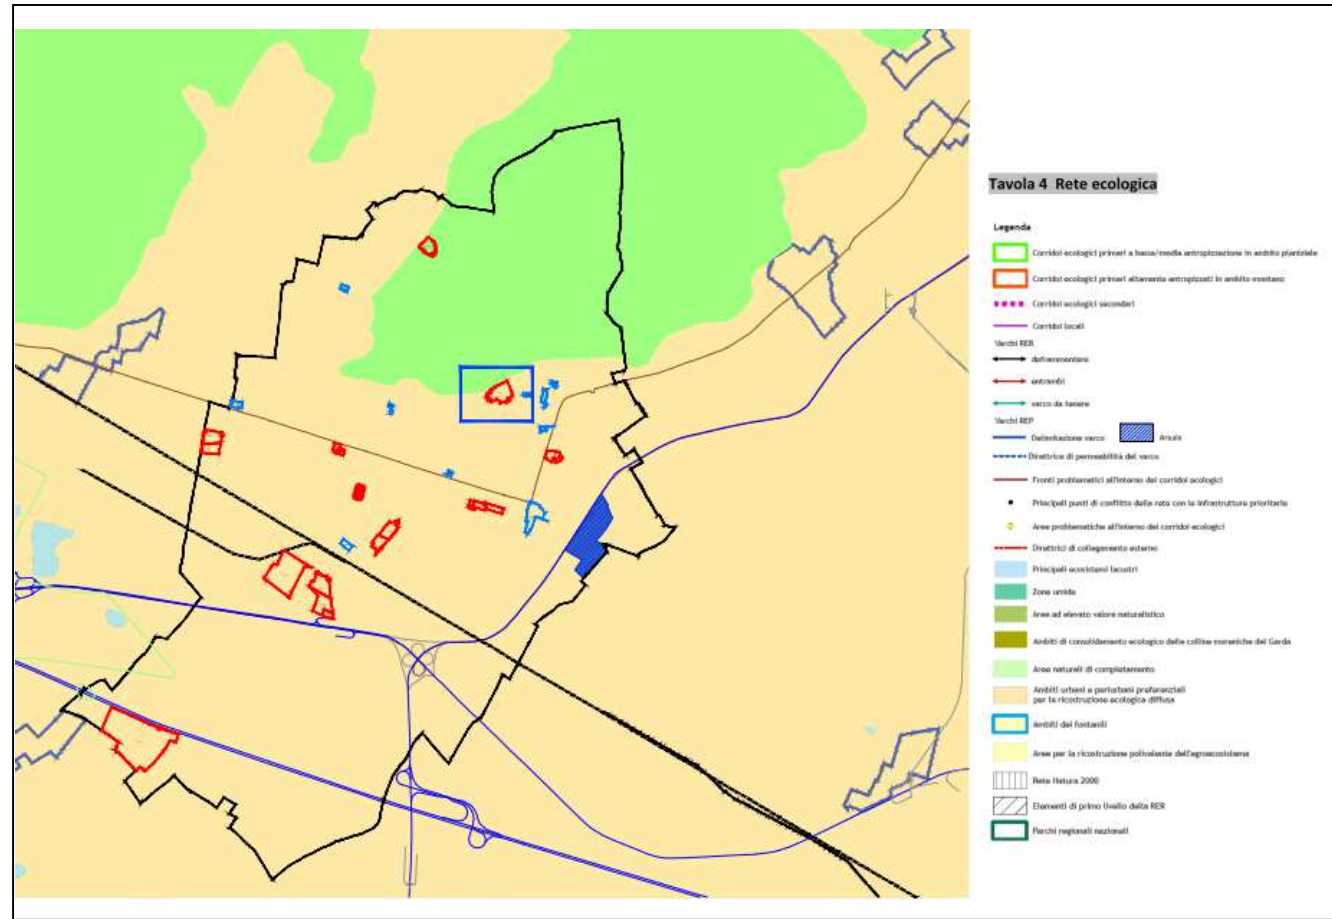 Tavola 4 Rete ecologica
Legenda
Corridoi ecologici primari a bassa/media antropizzazione in ambito planiziale
Corridoi ecologici primari altamente antropizzati in ambito montano
Corridoi ecologici secondari
Corridoi locali
Varchi RER
deframmentare
entrambi
varco da tenere
Varchi REP
Delimitazione varco
Areale
Direttrice di permeabilità del varco
Fronti problematici all'interno dei corridoi ecologici
Principali punti di conflitto della rete con le infrastrutture prioritarie
Aree problematiche all'interno dei corridoi ecologici
Direttrici di collegamento esterno
Principali ecosistemi lacustri
Zone umide
Aree ad elevato valore naturalistico
Ambiti di consolidamento ecologico delle colline moreniche del Garda
Aree naturali di completamento
Ambiti urbani e periurbani preferenziali
per la ricostruzione ecologica diffusa
Ambiti dei fontanili
Aree per la ricostruzione polivalente dell'agroecosistema
Rete Natura 2000
Elementi di primo livello della RER
Parchi regionali nazionali